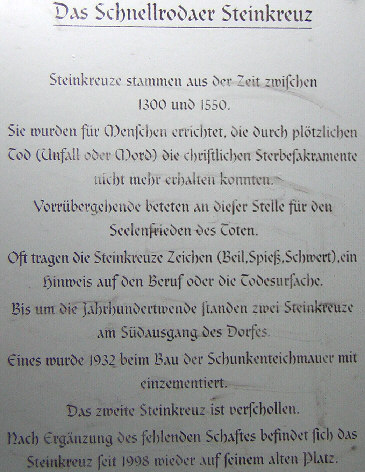 Das Schnellrodaer Steinkreuz
Steinkreuze stammen aus der Zeit zwiſchen
1300 und 1550.
Sie wurden für Menſchen errichtet, die durch plötzlichen
Tod (Unfall oder Mord) die chriſtlichen Sterbeſakramente
nicht mehr erhalten konnten.
Vorrübergehende beteten an dieſer Stelle für den
Seelenfrieden des Toten.
Oft tragen die Steinkreuze Zeichen (Beil,Spieß,Schwert),ein
Hinweis auf den Beruf oder die Todesurſache.
Bis um die Jahrhundertwende ſtanden zwei Steinkreuze
am Südausgang des Dorfes.
Eines wurde 1932 beim Bau der Schunkenteichmauer mit
einzementiert.
Das zweite Steinkreuz ist verſchollen.
Nach Ergänzung des fehlenden Schaftes befindet ſich das
Steinkreuz ſeit 1998 wieder auf ſeinem alten Platz.